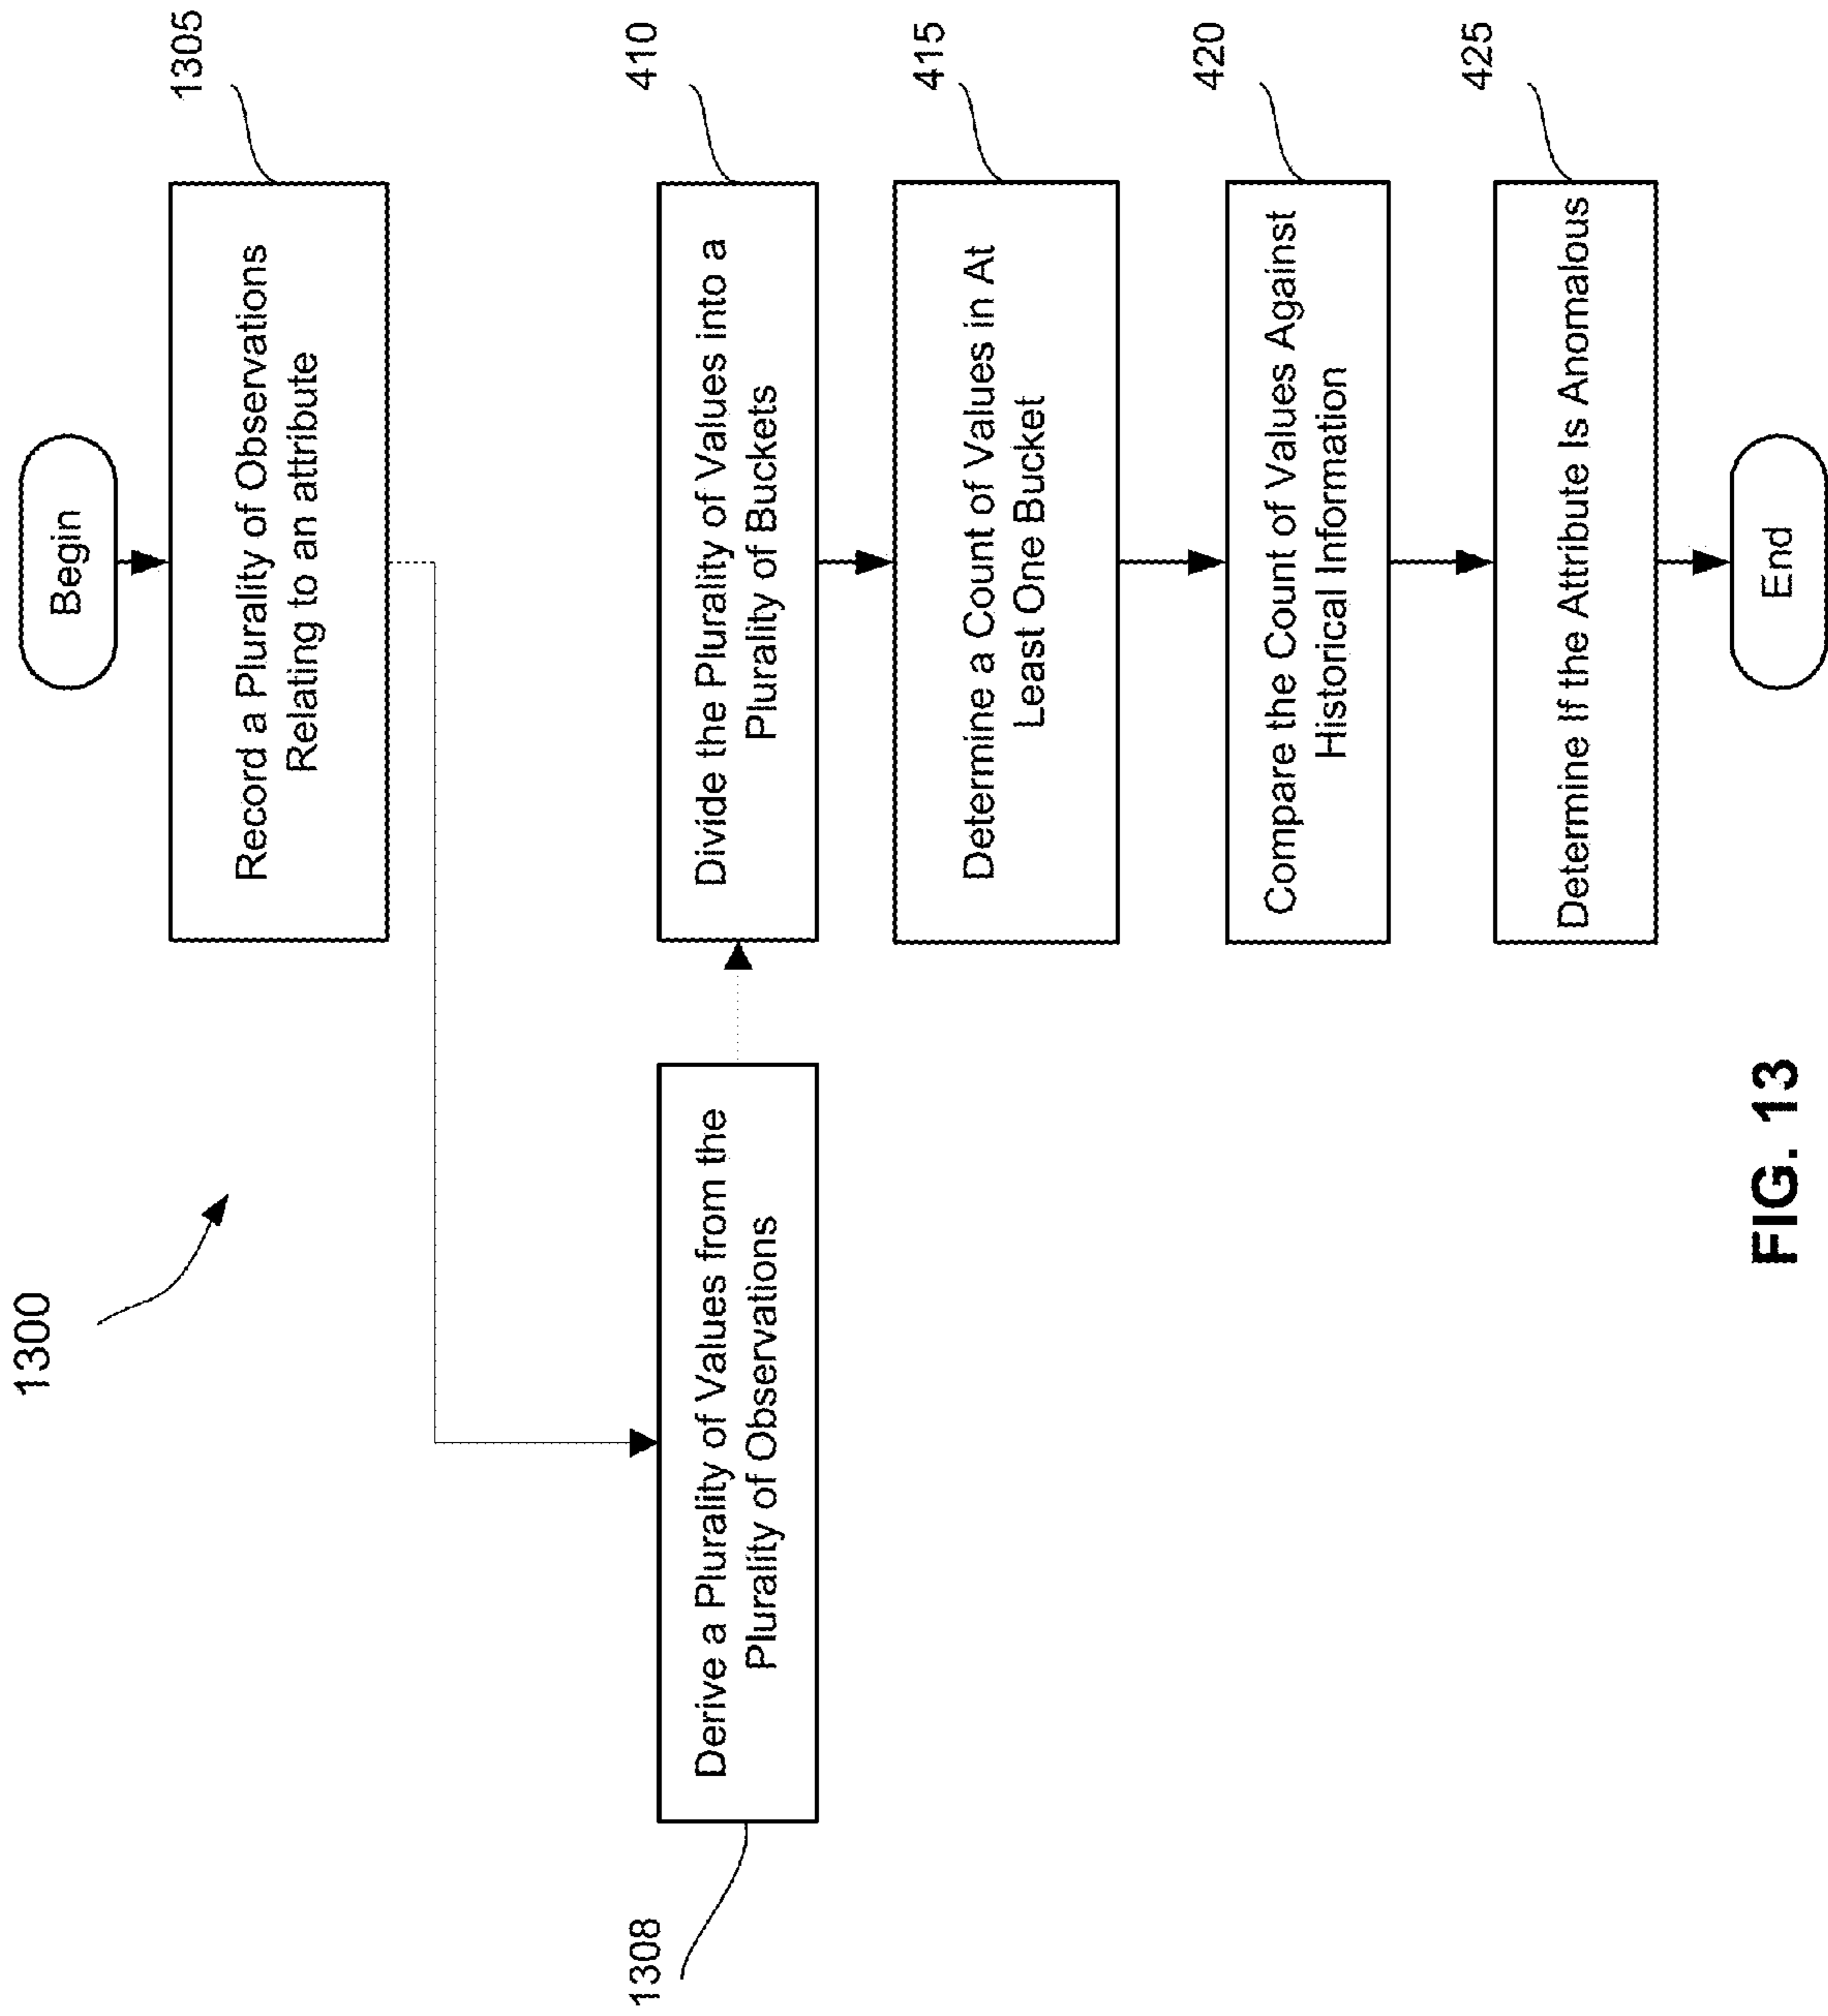 1300
Begin
Record a Plurality of Observations
Relating to an attribute
1305
1308
Derive a Plurality of Values from the
Plurality of Observations
Divide the Plurality of Values into a
Plurality of Buckets
410
Determine a Count of Values in At
Least One Bucket
415
Compare the Count of Values Against
Historical Information
420
Determine If the Attribute Is Anomalous
425
End
FIG. 13